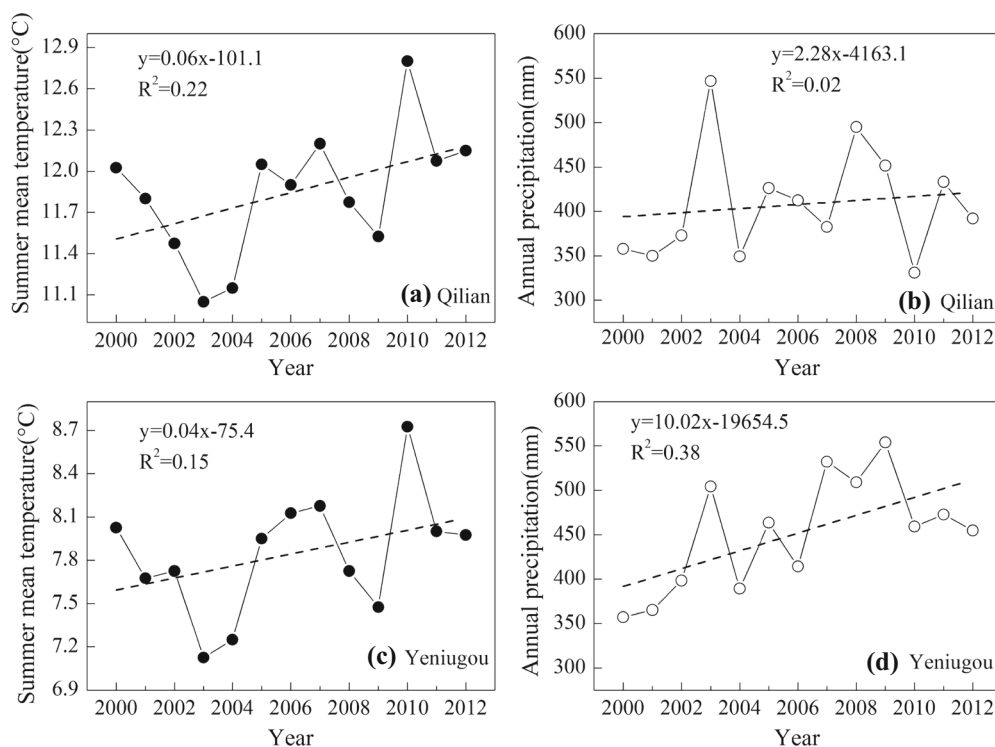 Summer mean temperature(°C)
12.9
12.6
12.3
12.0
11.7
11.4
11.1
y=0.06x-101.1
R²=0.22
(a) Qilian
2000 2002 2004 2006 2008 2010 2012
Year
Annual precipitation(mm)
600
550
500
450
400
350
300
y=2.28x-4163.1
R²=0.02
(b) Qilian
2000 2002 2004 2006 2008 2010 2012
Year
Summer mean temperature(°C)
8.7
8.4
8.1
7.8
7.5
7.2
6.9
y=0.04x-75.4
R²=0.15
(c) Yeniugou
2000 2002 2004 2006 2008 2010 2012
Year
Annual precipitation(mm)
600
550
500
450
400
350
300
y=10.02x-19654.5
R²=0.38
(d) Yeniugou
2000 2002 2004 2006 2008 2010 2012
Year